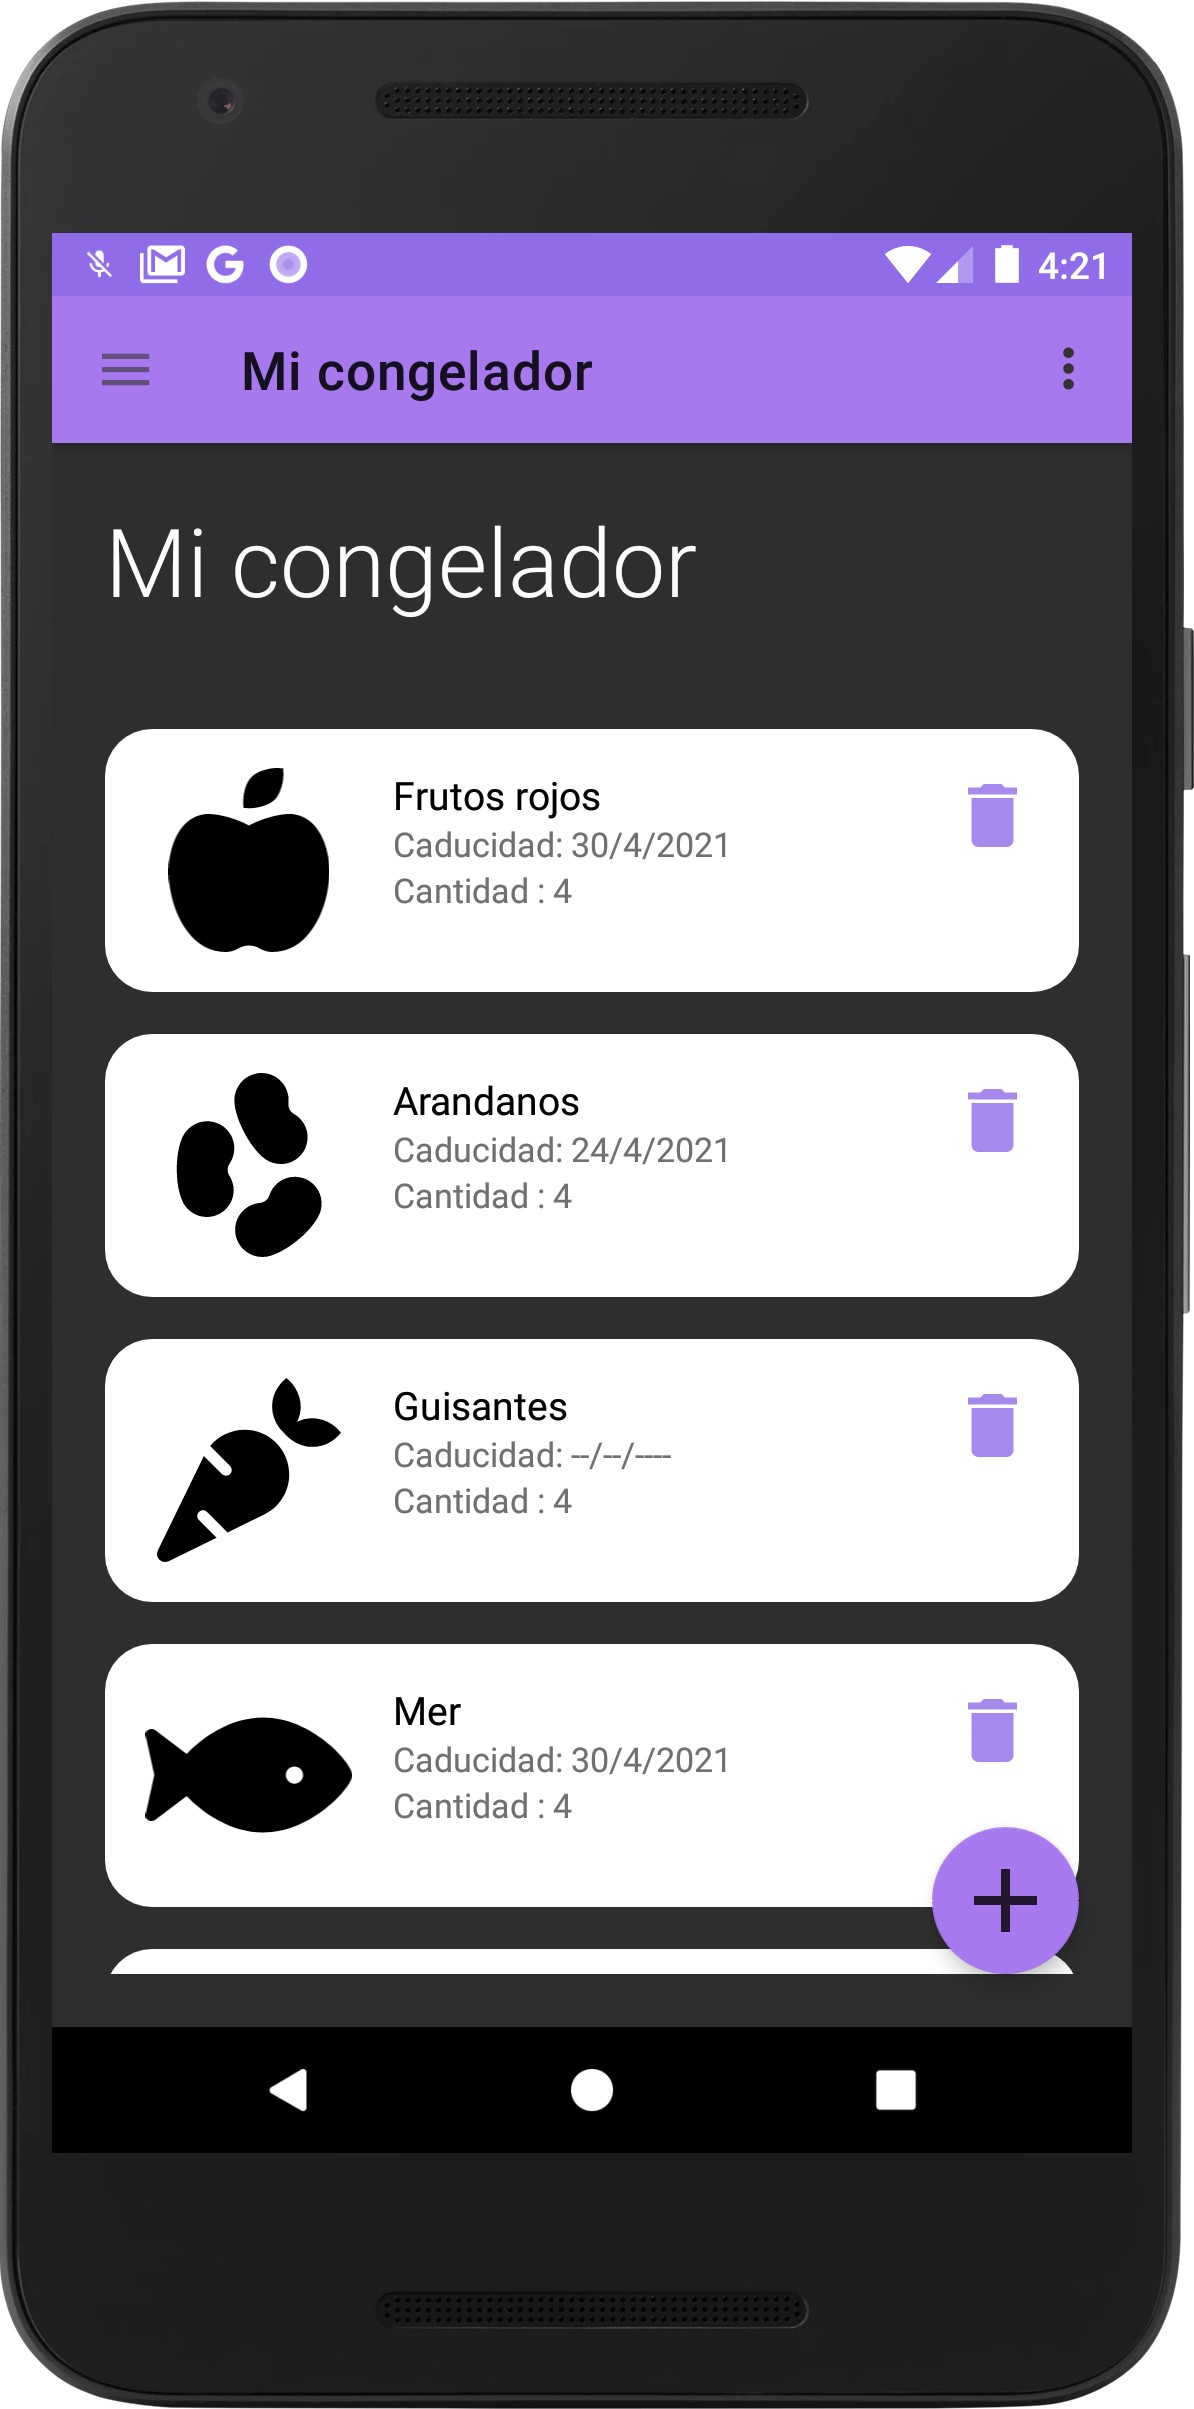 4:21
Mi congelador
Mi congelador
Frutos rojos
Caducidad: 30/4/2021
Cantidad : 4
Arandanos
Caducidad: 24/4/2021
Cantidad : 4
Guisantes
Caducidad: --/--/----
Cantidad : 4
Mer
Caducidad: 30/4/2021
Cantidad : 4